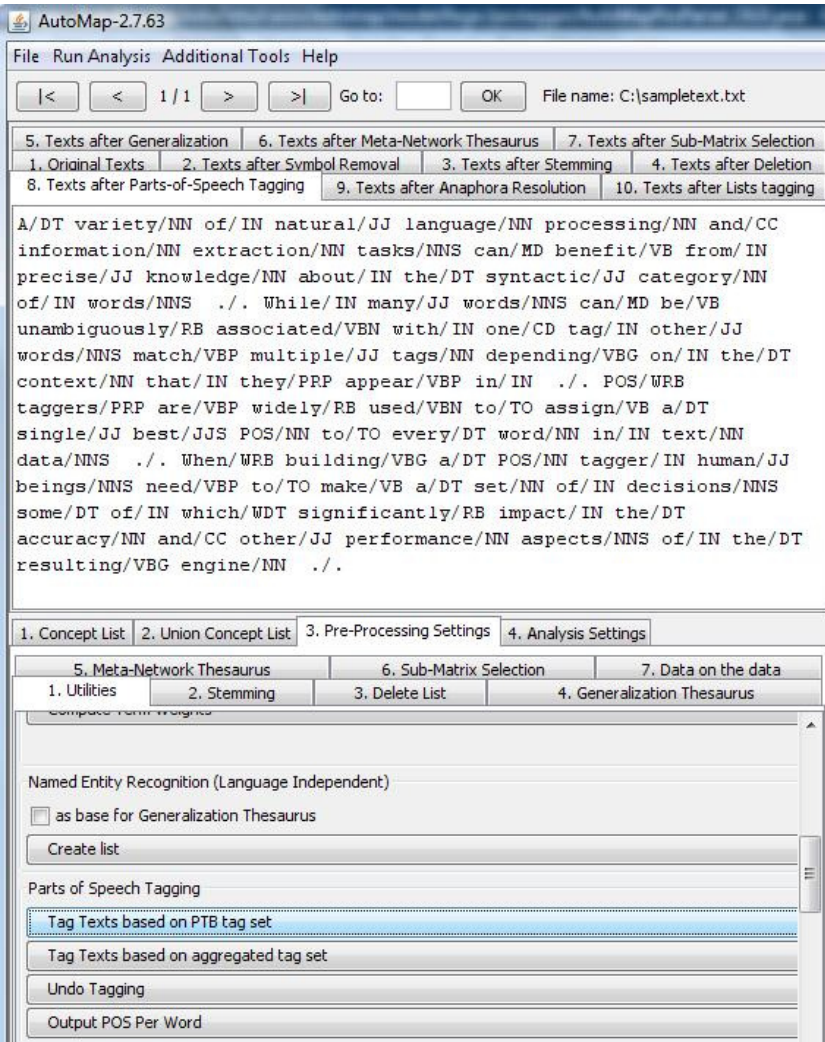 AutoMap-2.7.63
File Run Analysis Additional Tools Help
|< < 1 / 1 > >| Go to: OK File name: C:\sampletext.txt
5. Texts after Generalization 6. Texts after Meta-Network Thesaurus 7. Texts after Sub-Matrix Selection
1. Original Texts 2. Texts after Symbol Removal 3. Texts after Stemming 4. Texts after Deletion
8. Texts after Parts-of-Speech Tagging 9. Texts after Anaphora Resolution 10. Texts after Lists tagging
A/DT variety/NN of/IN natural/JJ language/NN processing/NN and/CC
information/NN extraction/NN tasks/NNS can/MD benefit/VB from/IN
precise/JJ knowledge/NN about/IN the/DT syntactic/JJ category/NN
of/IN words/NNS ./. While/IN many/JJ words/NNS can/MD be/VB
unambiguously/RB associated/VBN with/IN one/CD tag/IN other/JJ
words/NNS match/VBP multiple/JJ tags/NN depending/VBG on/IN the/DT
context/NN that/IN they/PRP appear/VBP in/IN ./. POS/WRB
taggers/PRP are/VBP widely/RB used/VBN to/TO assign/VB a/DT
single/JJ best/JJS POS/NN to/TO every/DT word/NN in/IN text/NN
data/NNS ./. When/WRB building/VBG a/DT POS/NN tagger/IN human/JJ
beings/NNS need/VBP to/TO make/VB a/DT set/NN of/IN decisions/NNS
some/DT of/IN which/WDT significantly/RB impact/IN the/DT
accuracy/NN and/CC other/JJ performance/NN aspects/NNS of/IN the/DT
resulting/VBG engine/NN ./.
1. Concept List 2. Union Concept List 3. Pre-Processing Settings 4. Analysis Settings
5. Meta-Network Thesaurus 6. Sub-Matrix Selection 7. Data on the data
1. Utilities 2. Stemming 3. Delete List 4. Generalization Thesaurus
Compute Term Weights
Named Entity Recognition (Language Independent)
as base for Generalization Thesaurus
Create list
Parts of Speech Tagging
Tag Texts based on PTB tag set
Tag Texts based on aggregated tag set
Undo Tagging
Output POS Per Word